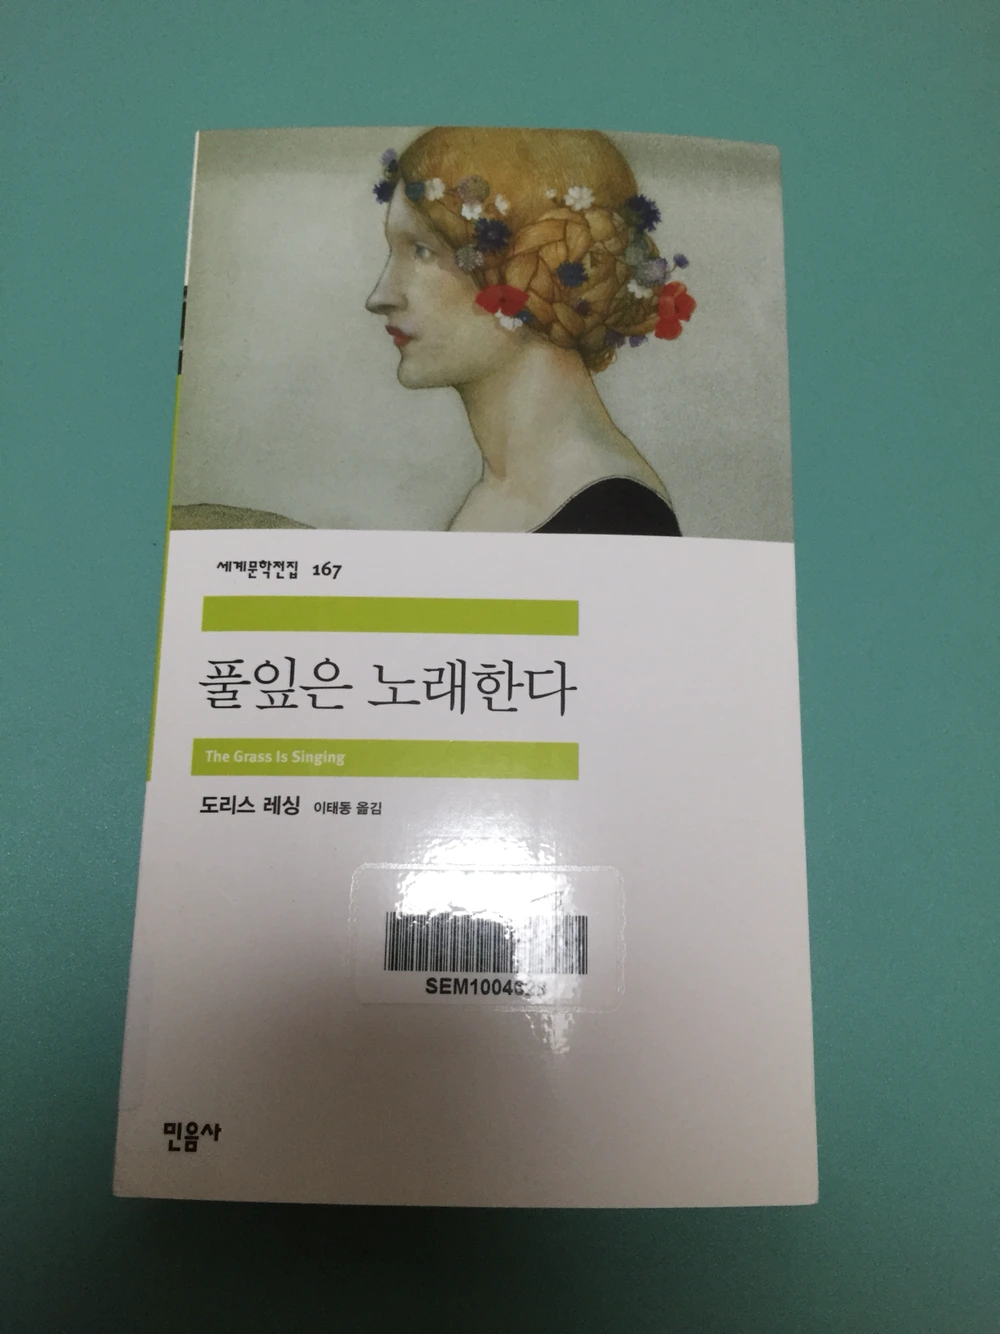 세계문학전집 167
풀잎은 노래한다
The Grass Is Singing
도리스 레싱 이태동 옮김
민음사